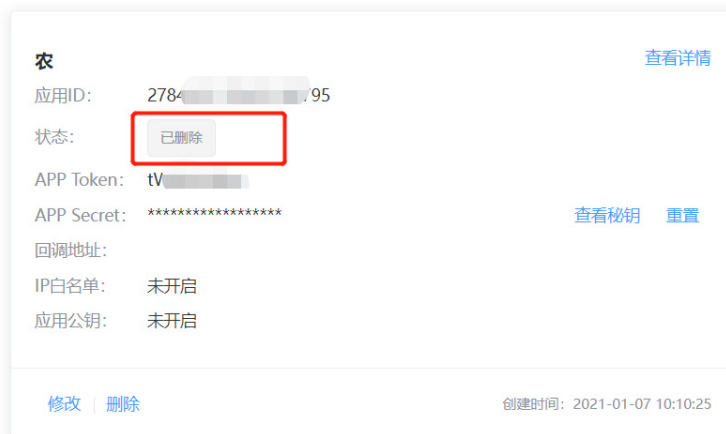 农 查看详情
应用ID： 2784 95
状态： 已删除
APP Token： tW
APP Secret： ****************** 查看秘钥 重置
回调地址：
IP白名单： 未开启
应用公钥： 未开启
修改 删除 创建时间：2021-01-07 10:10:25